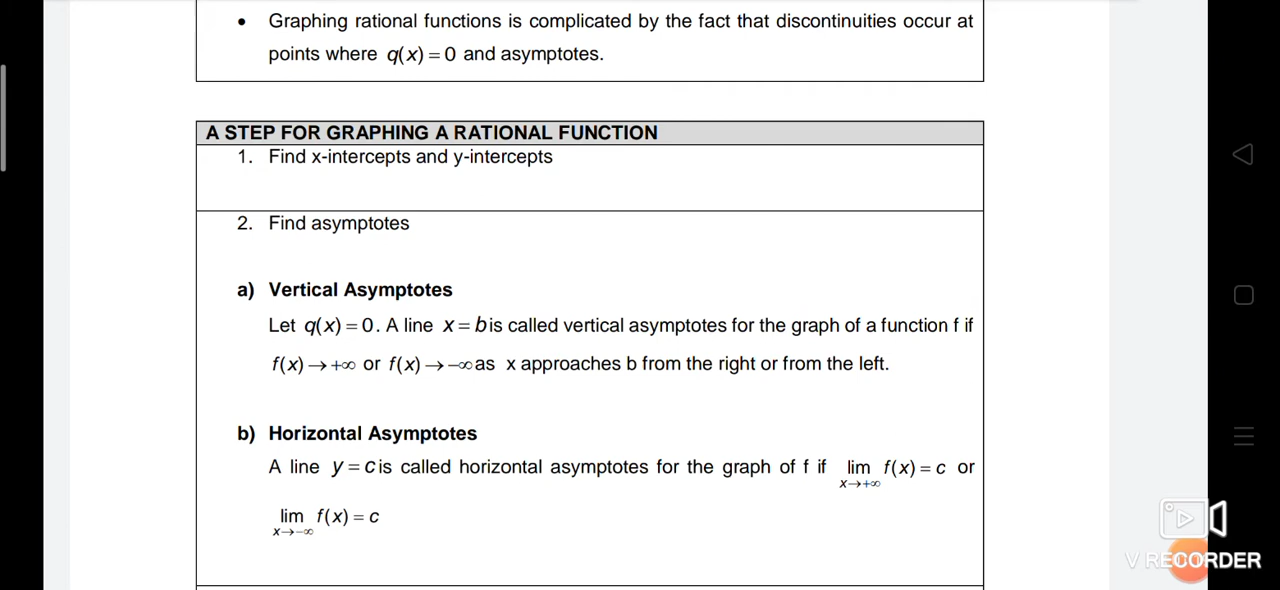 • Graphing rational functions is complicated by the fact that discontinuities occur at
points where q(x) = 0 and asymptotes.
A STEP FOR GRAPHING A RATIONAL FUNCTION
1. Find x-intercepts and y-intercepts
2. Find asymptotes
a) Vertical Asymptotes
Let q(x) = 0. A line x = b is called vertical asymptotes for the graph of a function f if
f(x) → +∞ or f(x) → −∞ as x approaches b from the right or from the left.
b) Horizontal Asymptotes
A line y = c is called horizontal asymptotes for the graph of f if lim f(x) = c or
x→+∞
lim f(x) = c
x→−∞
V RECORDER